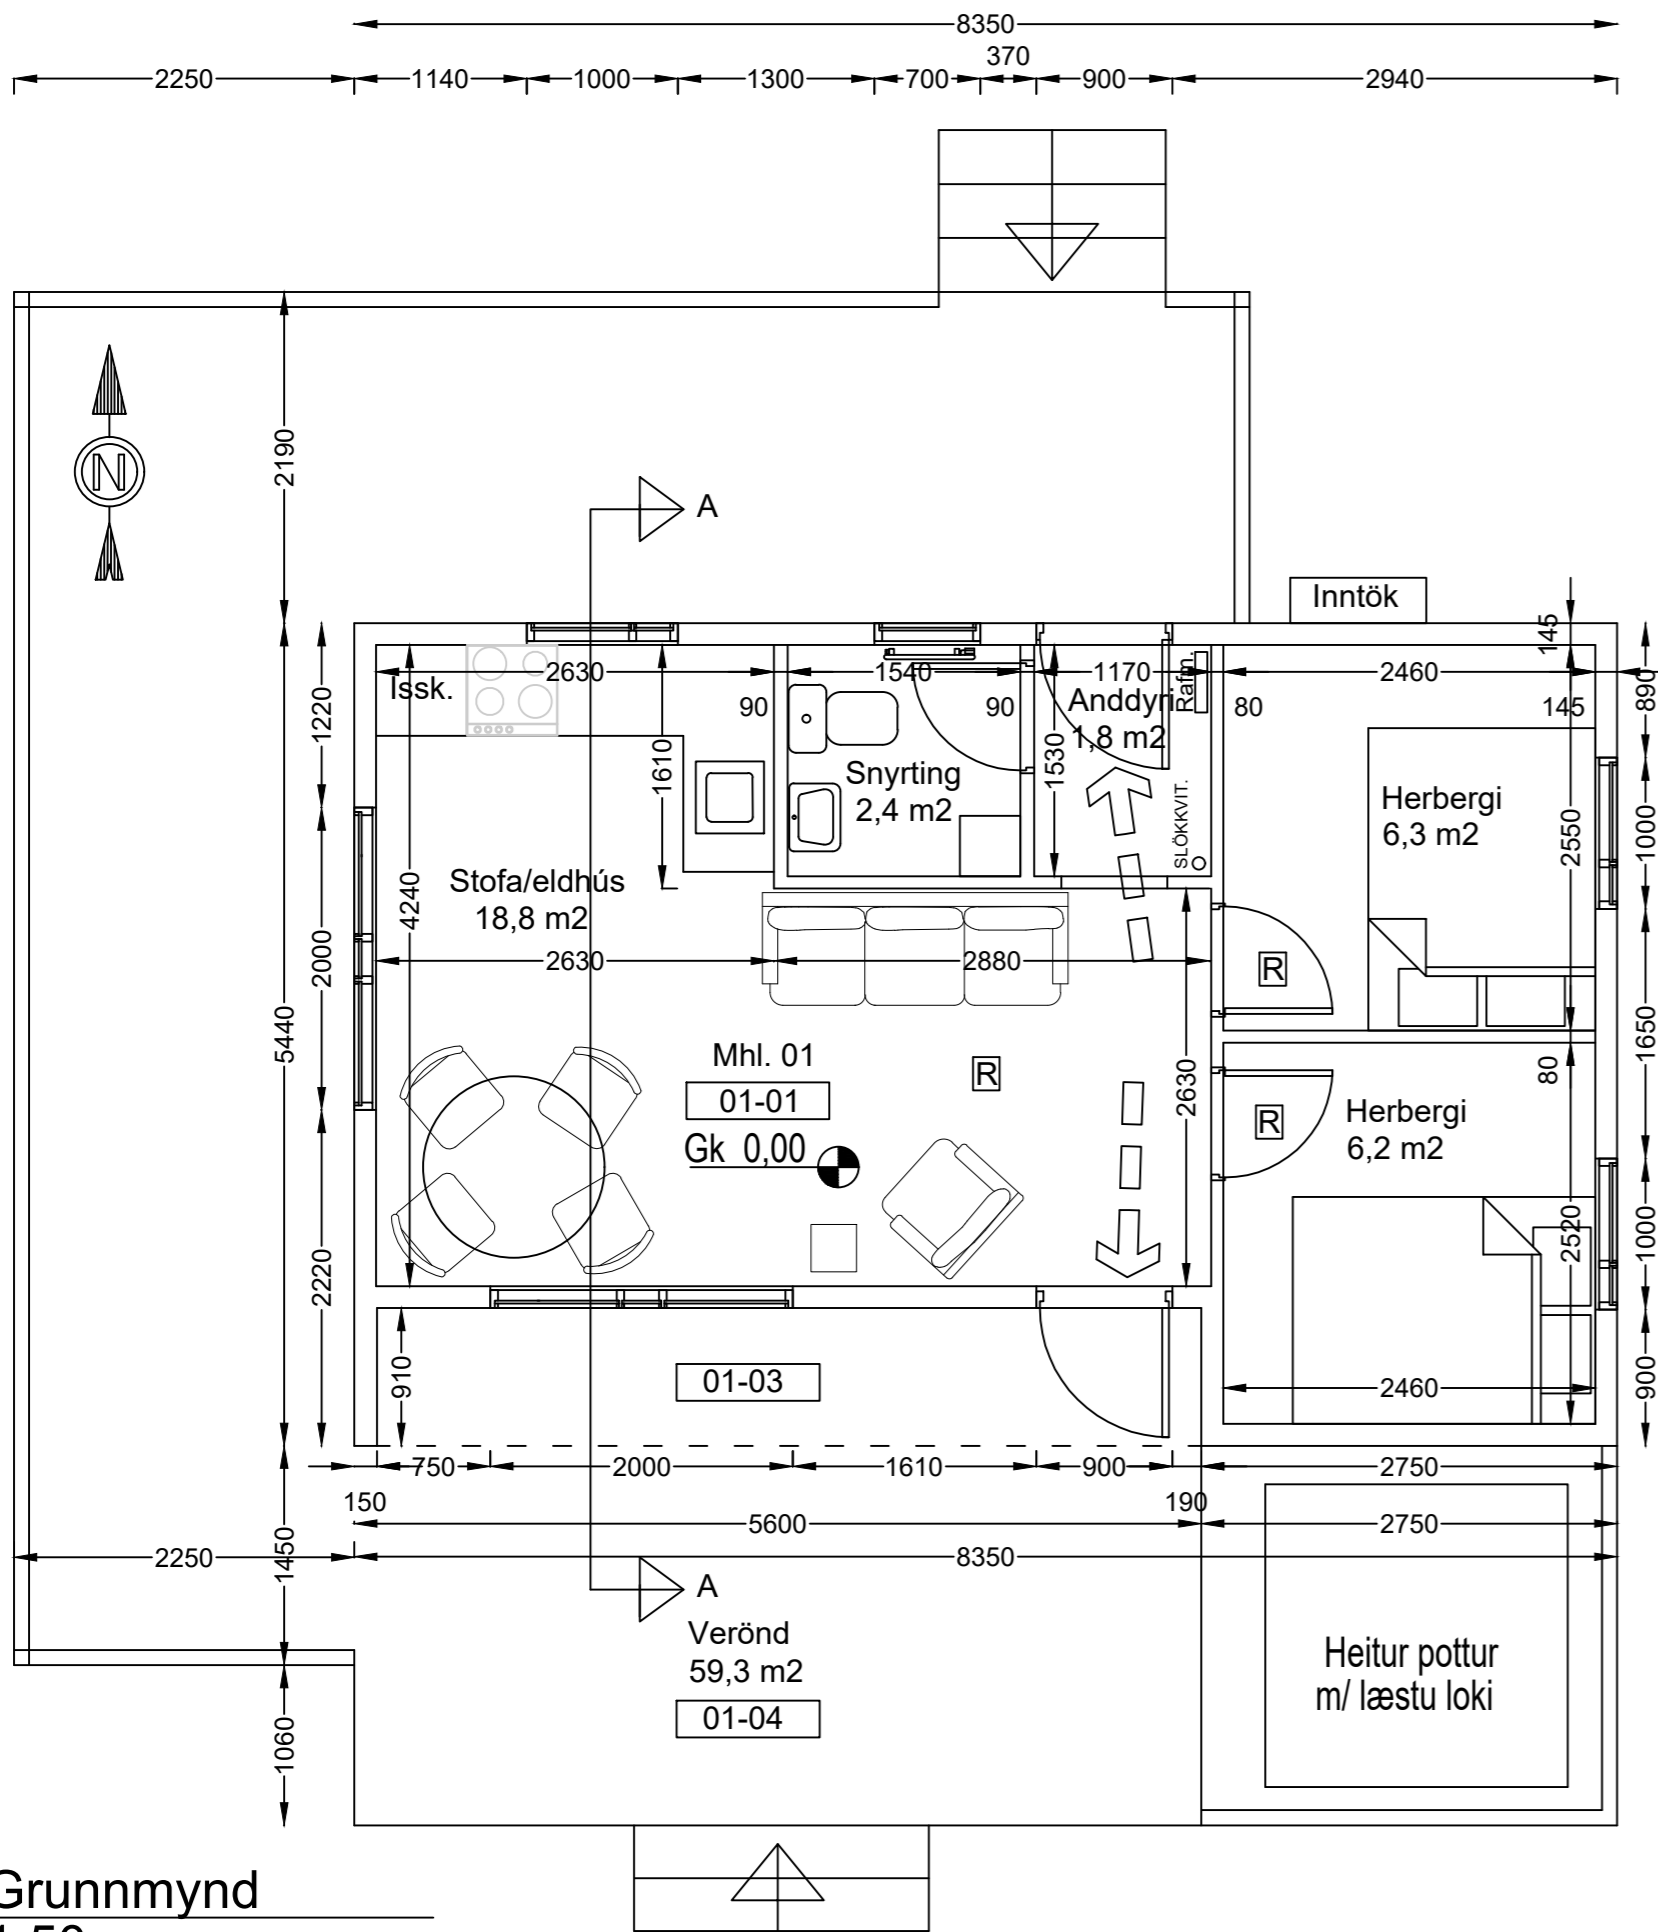 8350
370
2250 1140 1000 1300 700 900 2940
2190
N
A
Inntök
145
2630 1540 1170 2460
Issk.
Rafm.
90 90 Anddyri 80 145 890
1220
1,8 m2
1610 1530
Snyrting
2,4 m2
SLÖKKVIT.
Herbergi
6,3 m2
2550 1000
Stofa/eldhús
18,8 m2
4240
2000
2630 2880
R
5440
1650
Mhl. 01
R
01-01
80
2630
R
Herbergi
6,2 m2
Gk 0,00
2220
2520 1000
910
01-03
2460
900
750 2000 1610 900 2750
150 190
5600 2750
1450
2250 8350
A
Verönd
59,3 m2
01-04
Heitur pottur
m/ læstu loki
1060
Grunnmynd